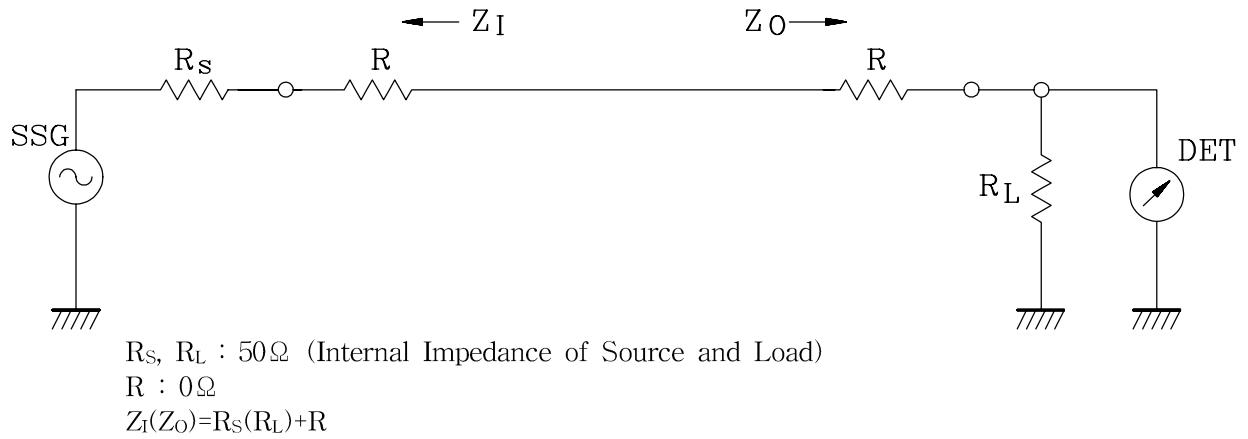 Z_I Z_O
R_S R R
SSG
DET
R_L
R_S, R_L : 50Ω (Internal Impedance of Source and Load)
R : 0Ω
Z_I(Z_O)=R_S(R_L)+R